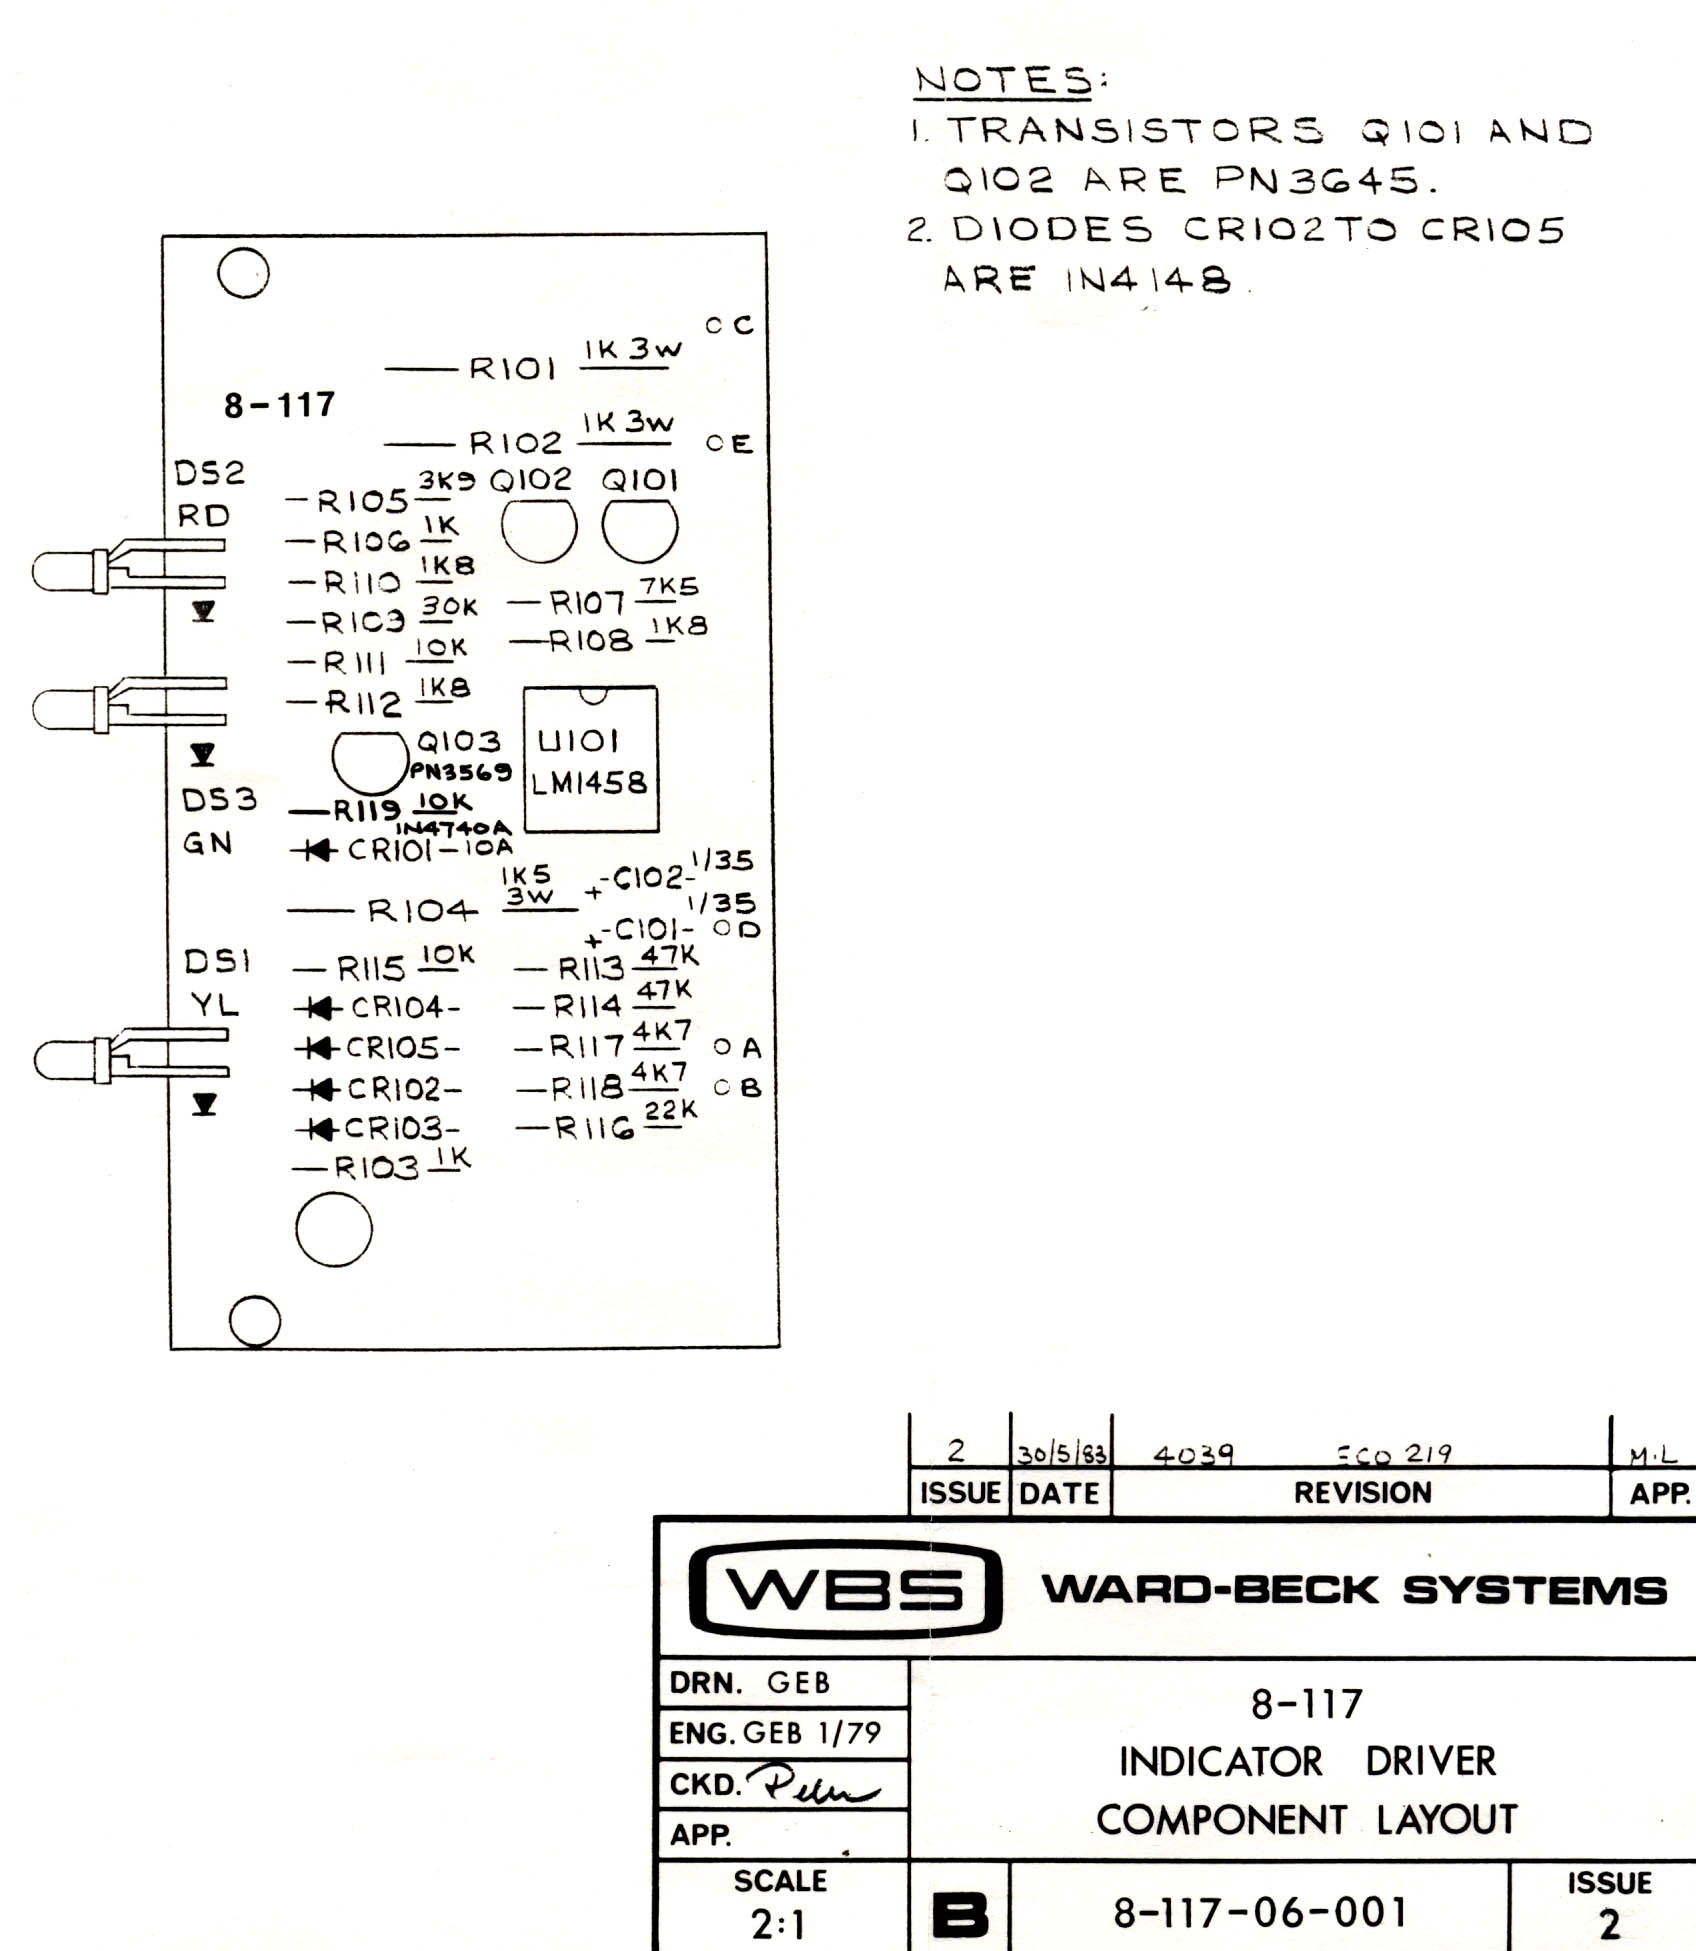 NOTES:
1. TRANSISTORS Q101 AND
Q102 ARE PN3645.
2. DIODES CR102 TO CR105
ARE IN4148.
C
R101 1K 3W
8-117
R102 1K 3W E
DS2
RD
R105 3K9 Q102 Q101
R106 1K
R110 1K8
R107 7K5
R109 30K
R108 1K8
R111 10K
R112 1K8
Q103
PN3569
U101
LM1458
DS3
GN
R119 10K
1N4740A
CR101-10A
C102 1/35
R104 1K5
3W
1/35
C101 D
DS1
YL
R115 10K R113 47K
CR104 R114 47K
CR105 R117 4K7 A
CR102 R118 4K7 B
CR103 R116 22K
R103 1K
2 30/5/83 4039 ECO 219 M.L
ISSUE DATE REVISION APP.
WBS WARD-BECK SYSTEMS
DRN. GEB
ENG. GEB 1/79
CKD.
APP.
8-117
INDICATOR DRIVER
COMPONENT LAYOUT
SCALE
2:1
B
8-117-06-001
ISSUE
2